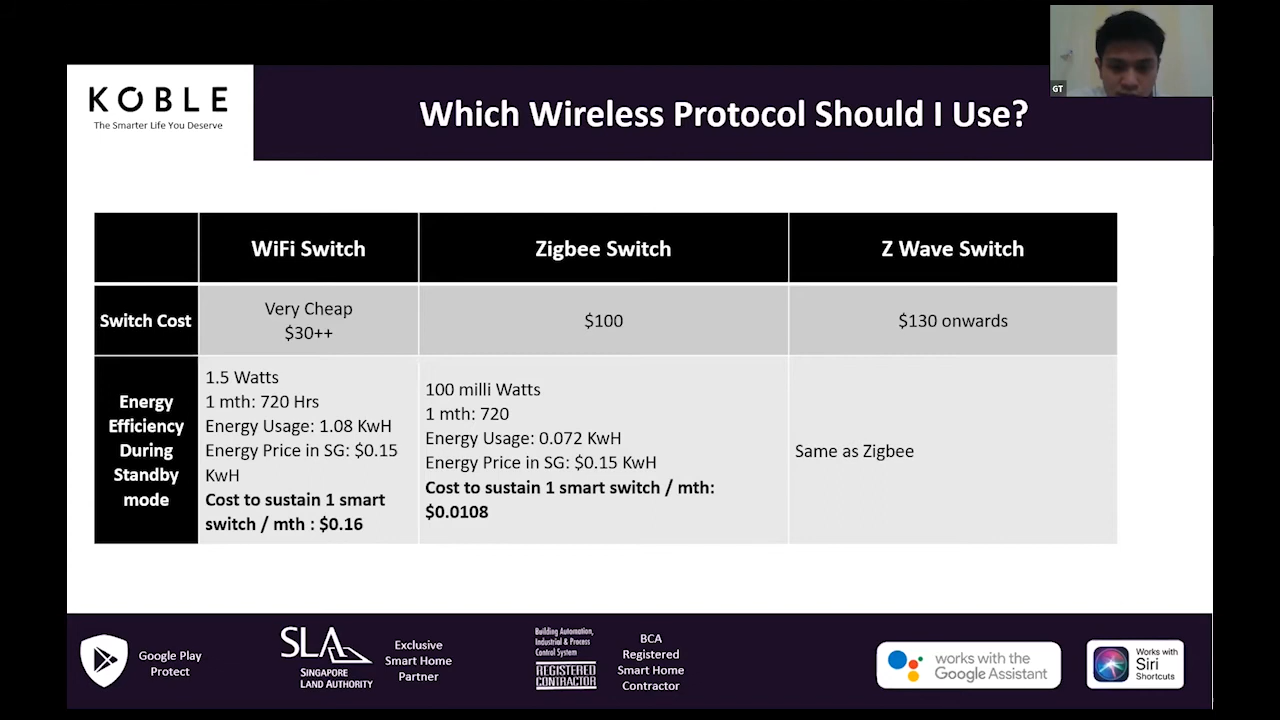 GT
KOBLE
The Smarter Life You Deserve
Which Wireless Protocol Should I Use?
WiFi Switch
Zigbee Switch
Z Wave Switch
Switch Cost
Very Cheap
$30++
$100
$130 onwards
Energy
Efficiency
During
Standby
mode
1.5 Watts
1 mth: 720 Hrs
Energy Usage: 1.08 KwH
Energy Price in SG: $0.15
KwH
Cost to sustain 1 smart
switch / mth : $0.16
100 milli Watts
1 mth: 720
Energy Usage: 0.072 KwH
Energy Price in SG: $0.15 KwH
Cost to sustain 1 smart switch / mth:
$0.0108
Same as Zigbee
Google Play
Protect
SLA
SINGAPORE
LAND AUTHORITY
Exclusive
Smart Home
Partner
Building Automation,
Industrial & Process
Control System
REGISTERED
CONTRACTOR
BCA
Registered
Smart Home
Contractor
works with the
Google Assistant
Works with
Siri
Shortcuts